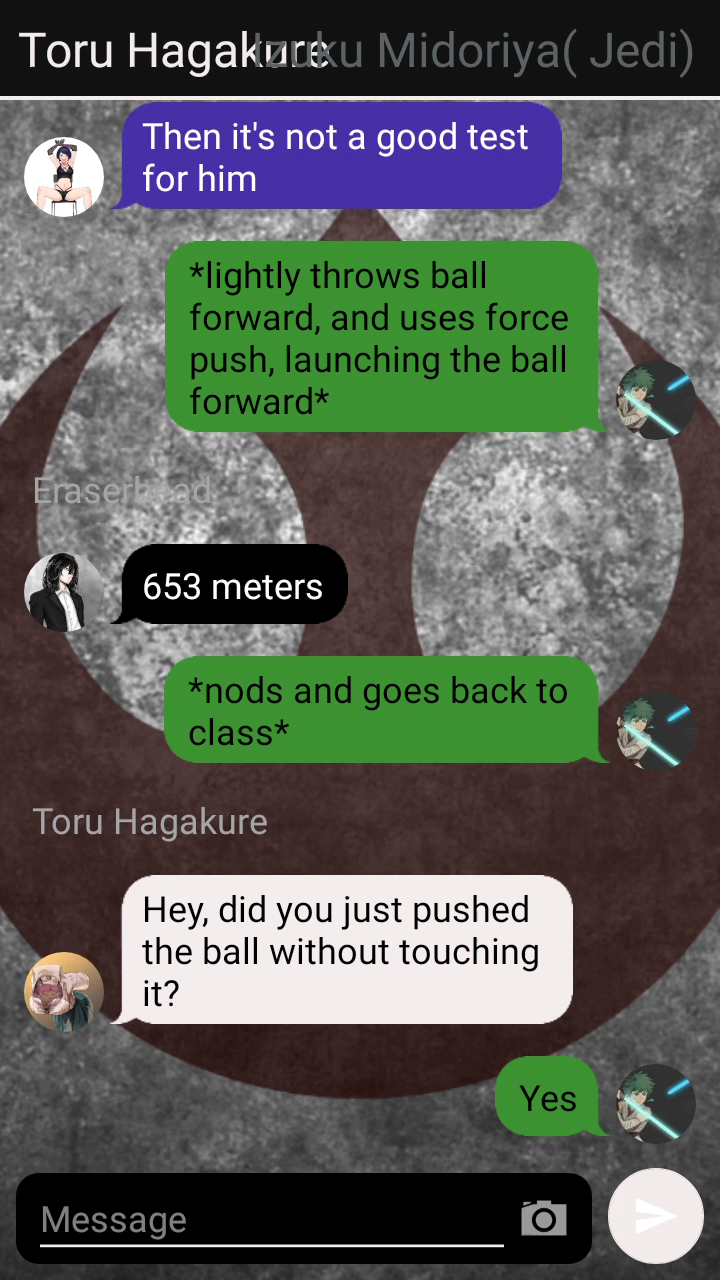 Toru Hagakure
Izuku Midoriya( Jedi)
Then it's not a good test
for him
*lightly throws ball
forward, and uses force
push, launching the ball
forward*
Eraserhead
653 meters
*nods and goes back to
class*
Toru Hagakure
Hey, did you just pushed
the ball without touching
it?
Yes
Message